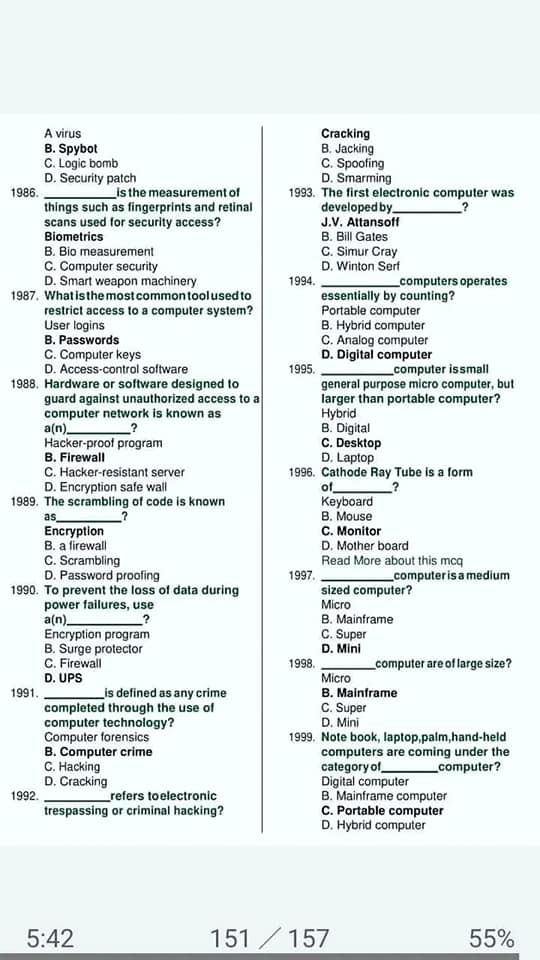 A virus
B. Spybot
C. Logic bomb
D. Security patch
1986. ____________is the measurement of
things such as fingerprints and retinal
scans used for security access?
Biometrics
B. Bio measurement
C. Computer security
D. Smart weapon machinery
1987. What is the most common tool used to
restrict access to a computer system?
User logins
B. Passwords
C. Computer keys
D. Access-control software
1988. Hardware or software designed to
guard against unauthorized access to a
computer network is known as
a(n)__________?
Hacker-proof program
B. Firewall
C. Hacker-resistant server
D. Encryption safe wall
1989. The scrambling of code is known
as__________?
Encryption
B. a firewall
C. Scrambling
D. Password proofing
1990. To prevent the loss of data during
power failures, use
a(n)____________?
Encryption program
B. Surge protector
C. Firewall
D. UPS
1991. __________is defined as any crime
completed through the use of
computer technology?
Computer forensics
B. Computer crime
C. Hacking
D. Cracking
1992. ___________refers to electronic
trespassing or criminal hacking?
Cracking
B. Jacking
C. Spoofing
D. Smarming
1993. The first electronic computer was
developed by___________?
J.V. Attansoff
B. Bill Gates
C. Simur Cray
D. Winton Serf
1994. _____________computers operates
essentially by counting?
Portable computer
B. Hybrid computer
C. Analog computer
D. Digital computer
1995. ____________computer is small
general purpose micro computer, but
larger than portable computer?
Hybrid
B. Digital
C. Desktop
D. Laptop
1996. Cathode Ray Tube is a form
of__________?
Keyboard
B. Mouse
C. Monitor
D. Mother board
Read More about this mcq
1997. ____________computer is a medium
sized computer?
Micro
B. Mainframe
C. Super
D. Mini
1998. _________computer are of large size?
Micro
B. Mainframe
C. Super
D. Mini
1999. Note book, laptop,palm,hand-held
computers are coming under the
category of_________computer?
Digital computer
B. Mainframe computer
C. Portable computer
D. Hybrid computer
5:42 151 / 157 55%